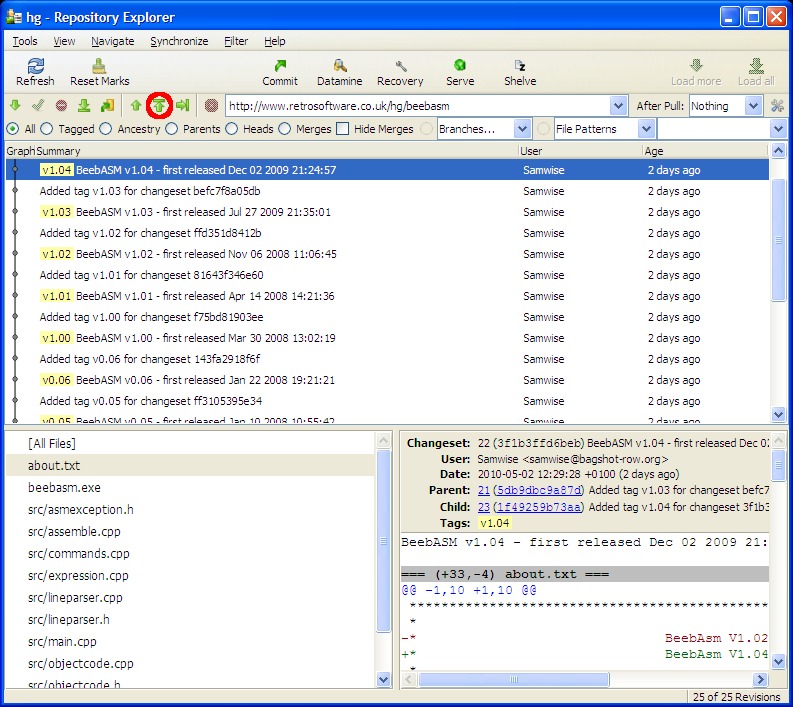 hg - Repository Explorer
Tools View Navigate Synchronize Filter Help
Refresh Reset Marks Commit Datamine Recovery Serve Shelve Load more Load all
http://www.retrosoftware.co.uk/hg/beebasm After Pull: Nothing
All Tagged Ancestry Parents Heads Merges Hide Merges Branches... File Patterns
Graph Summary User Age
v1.04 BeebASM v1.04 - first released Dec 02 2009 21:24:57 Samwise 2 days ago
Added tag v1.03 for changeset befc7f8a05db Samwise 2 days ago
v1.03 BeebASM v1.03 - first released Jul 27 2009 21:35:01 Samwise 2 days ago
Added tag v1.02 for changeset ffd351d8412b Samwise 2 days ago
v1.02 BeebASM v1.02 - first released Nov 06 2008 11:06:45 Samwise 2 days ago
Added tag v1.01 for changeset 81643f346e60 Samwise 2 days ago
v1.01 BeebASM v1.01 - first released Apr 14 2008 14:21:36 Samwise 2 days ago
Added tag v1.00 for changeset f75bd81903ee Samwise 2 days ago
v1.00 BeebASM v1.00 - first released Mar 30 2008 13:02:19 Samwise 2 days ago
Added tag v0.06 for changeset 143fa2918f6f Samwise 2 days ago
v0.06 BeebASM v0.06 - first released Jan 22 2008 19:21:21 Samwise 2 days ago
Added tag v0.05 for changeset ff3105395e34 Samwise 2 days ago
v0.05 BeebASM v0.05 - first released Jan 10 2008 10:55:42 Samwise 2 days ago
[All Files]
about.txt
beebasm.exe
src/asmexception.h
src/assemble.cpp
src/commands.cpp
src/expression.cpp
src/lineparser.cpp
src/lineparser.h
src/main.cpp
src/objectcode.cpp
src/objectcode.h
Changeset: 22 (3f1b3ffd6beb) BeebASM v1.04 - first released Dec 02
User: Samwise <samwise@bagshot-row.org>
Date: 2010-05-02 12:29:28 +0100 (2 days ago)
Parent: 21 (5db9dbc9a87d) Added tag v1.03 for changeset befc7
Child: 23 (1f49259b73aa) Added tag v1.04 for changeset 3f1b3
Tags: v1.04
BeebASM v1.04 - first released Dec 02 2009 21:
=== (+33,-4) about.txt ===
@@ -1,10 +1,10 @@
***********************************************
*
-* BeebAsm V1.02
+* BeebAsm V1.04
*
25 of 25 Revisions